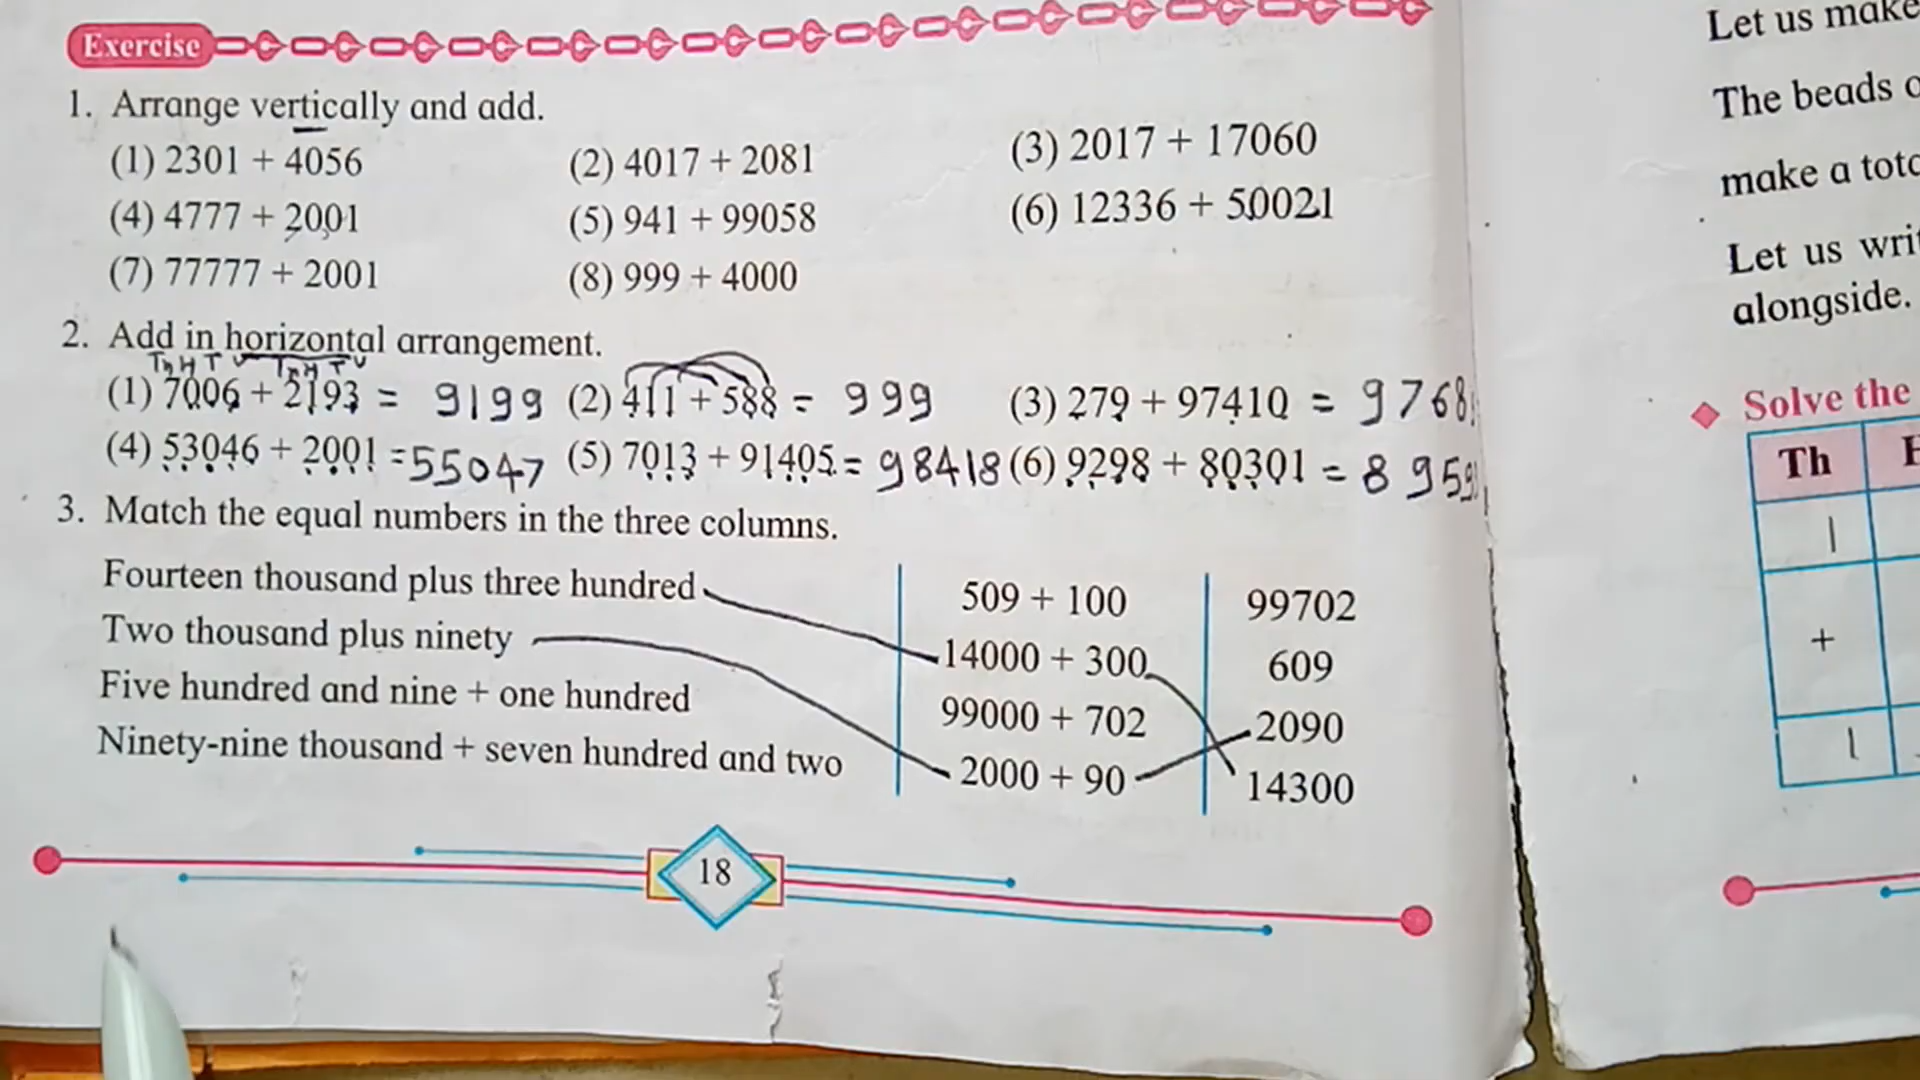 Exercise
1. Arrange vertically and add.
(1) 2301 + 4056 (2) 4017 + 2081 (3) 2017 + 17060
(4) 4777 + 2001 (5) 941 + 99058 (6) 12336 + 50021
(7) 77777 + 2001 (8) 999 + 4000
2. Add in horizontal arrangement.
Th H T U Th H T U
(1) 7006 + 2193 = 9199 (2) 411 + 588 = 999 (3) 279 + 97410 = 9768
(4) 53046 + 2001 = 55047 (5) 7013 + 91405 = 98418 (6) 9298 + 80301 = 8959
3. Match the equal numbers in the three columns.
Fourteen thousand plus three hundred 509 + 100 99702
Two thousand plus ninety 14000 + 300 609
Five hundred and nine + one hundred 99000 + 702 2090
Ninety-nine thousand + seven hundred and two 2000 + 90 14300
18
Let us make
The beads
make a
Let us
alongside.
Solve the
Th
1
+
1